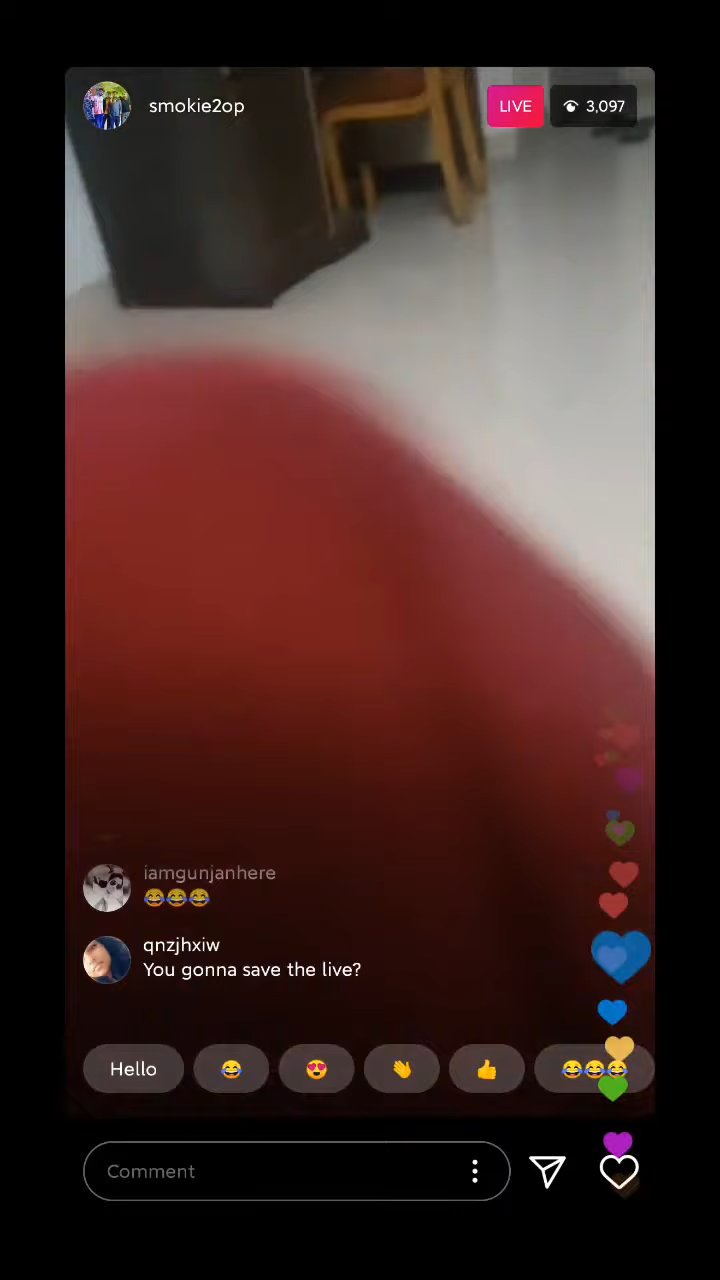 smokie2op
LIVE
3,097
iamgunjanhere
😂😂😂
qnzjhxiw
You gonna save the live?
Hello 😂 😍 👋 👍 😂😂😂
Comment